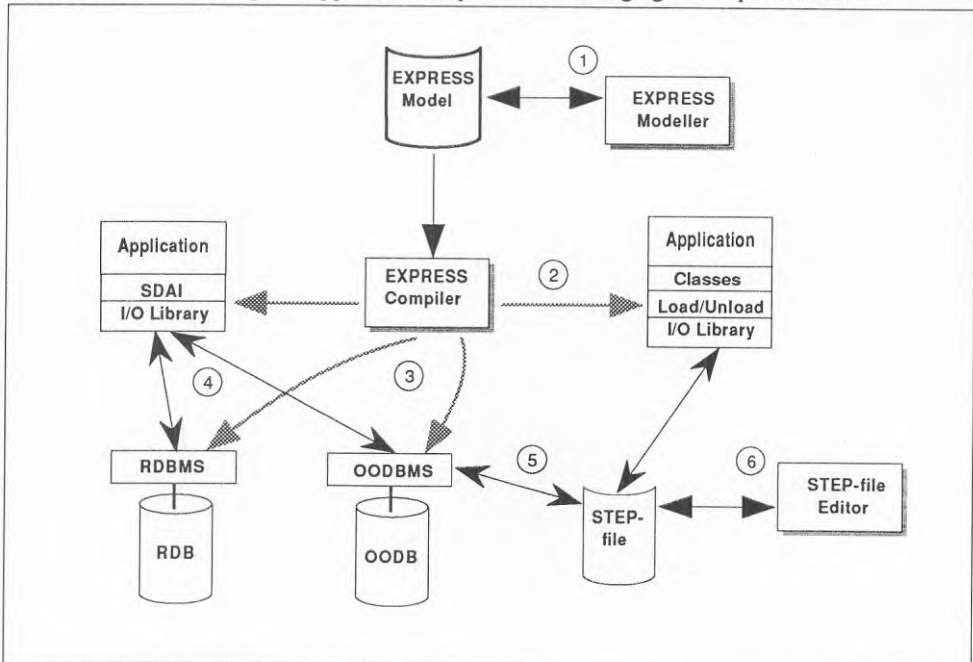 EXPRESS
Model
1
EXPRESS
Modeller
Application
SDAI
I/O Library
EXPRESS
Compiler
2
Application
Classes
Load/Unload
I/O Library
4
3
RDBMS
RDB
OODBMS
OODB
5
STEP-
file
6
STEP-file
Editor